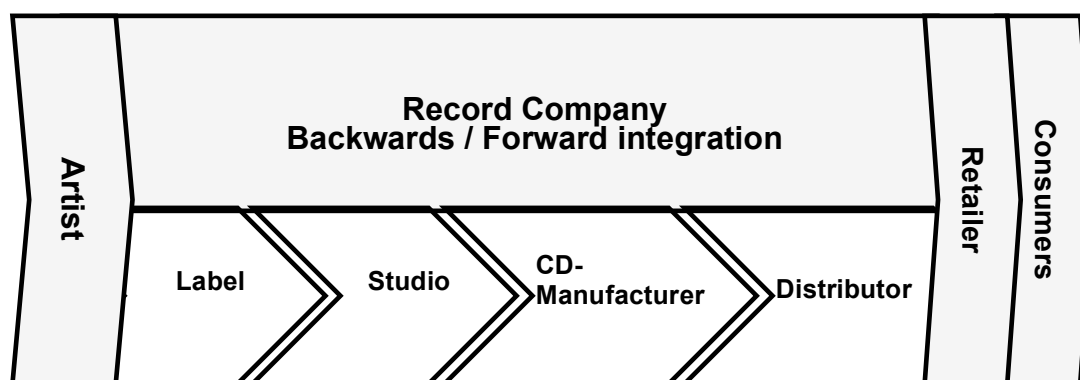 Artist
Record Company
Backwards / Forward integration
Label
Studio
CD-
Manufacturer
Distributor
Retailer
Consumers